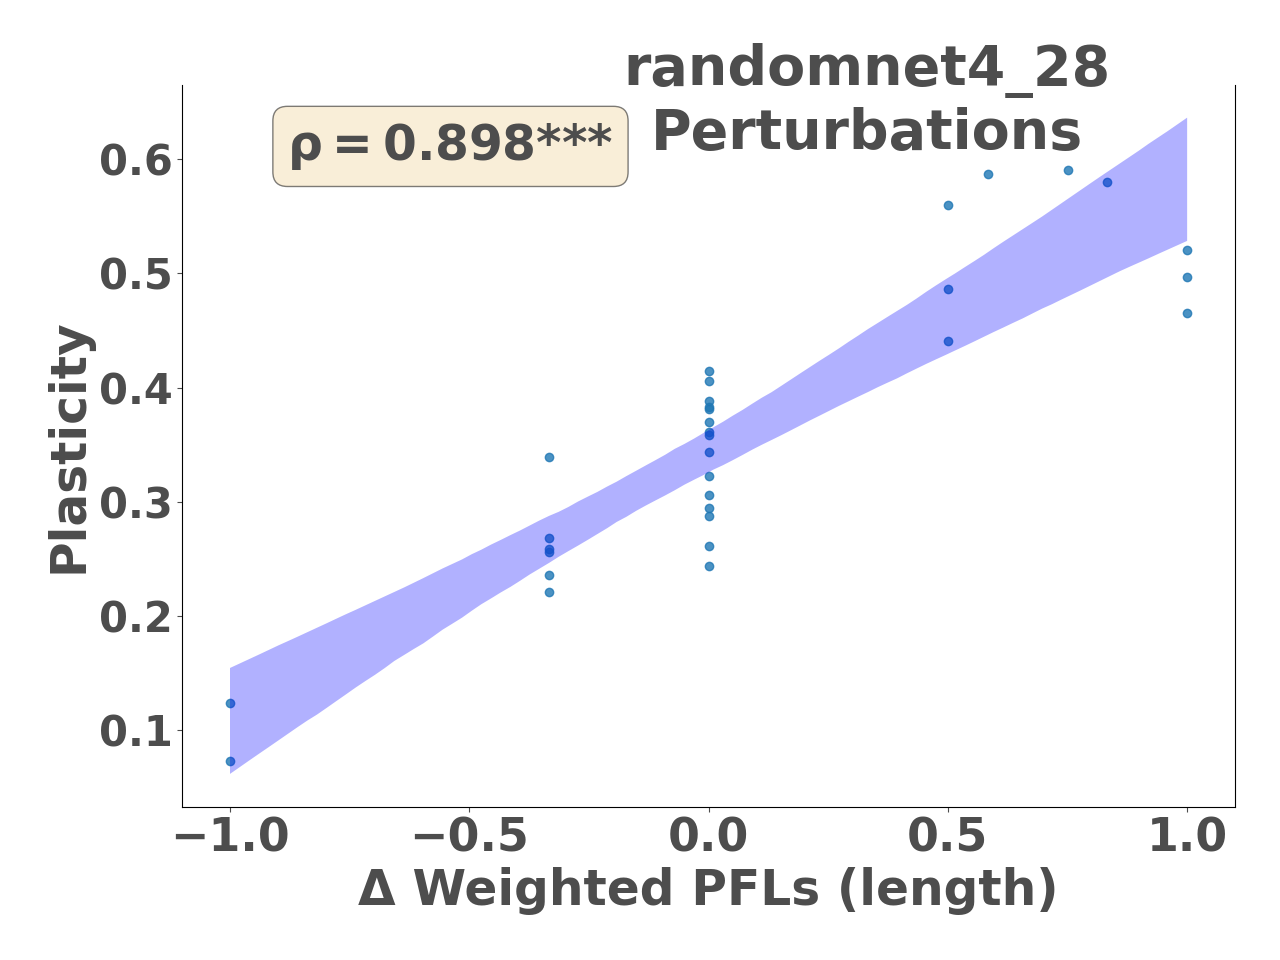 randomnet4_28
Perturbations
ρ = 0.898***
0.6
0.5
0.4
0.3
0.2
0.1
Plasticity
−1.0
−0.5
0.0
0.5
1.0
Δ Weighted PFLs (length)